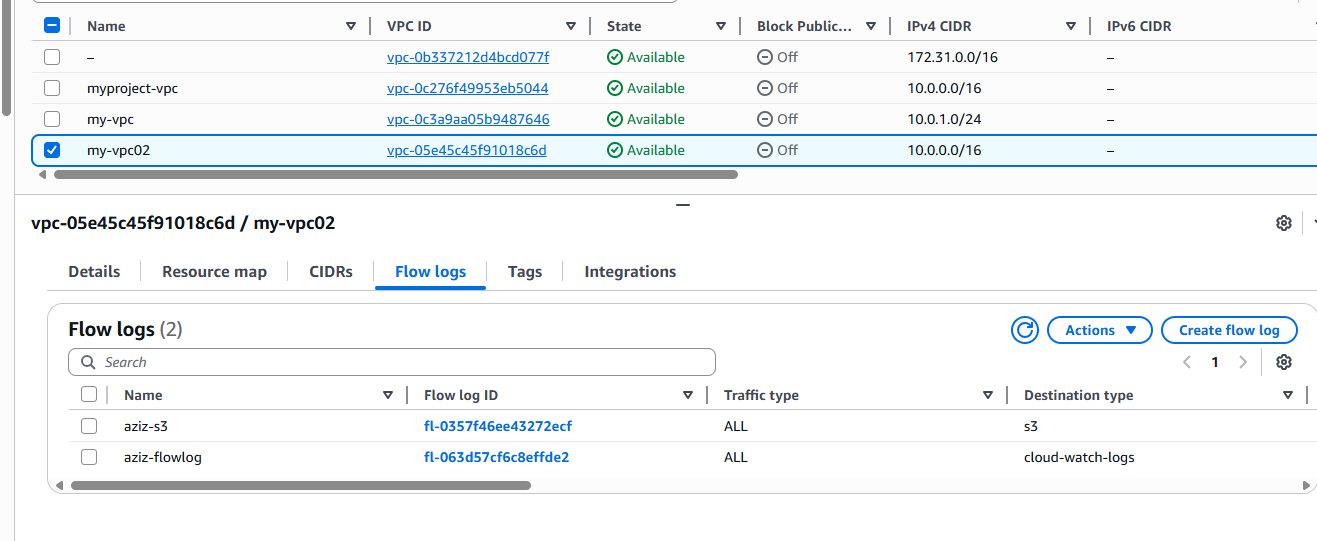 Name VPC ID State Block Public... IPv4 CIDR IPv6 CIDR
– vpc-0b337212d4bcd077f Available Off 172.31.0.0/16 –
myproject-vpc vpc-0c276f49953eb5044 Available Off 10.0.0.0/16 –
my-vpc vpc-0c3a9aa05b9487646 Available Off 10.0.1.0/24 –
my-vpc02 vpc-05e45c45f91018c6d Available Off 10.0.0.0/16 –
vpc-05e45c45f91018c6d / my-vpc02
Details Resource map CIDRs Flow logs Tags Integrations
Flow logs (2) Actions Create flow log
Search 1
Name Flow log ID Traffic type Destination type
aziz-s3 fl-0357f46ee43272ecf ALL s3
aziz-flowlog fl-063d57cf6c8effde2 ALL cloud-watch-logs